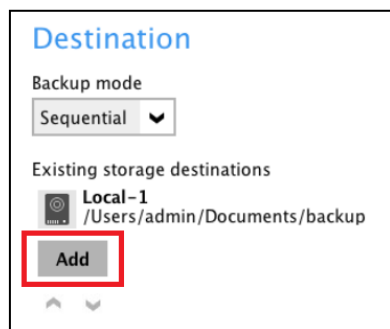 Destination
Backup mode
Sequential
Existing storage destinations
Local-1
/Users/admin/Documents/backup
Add